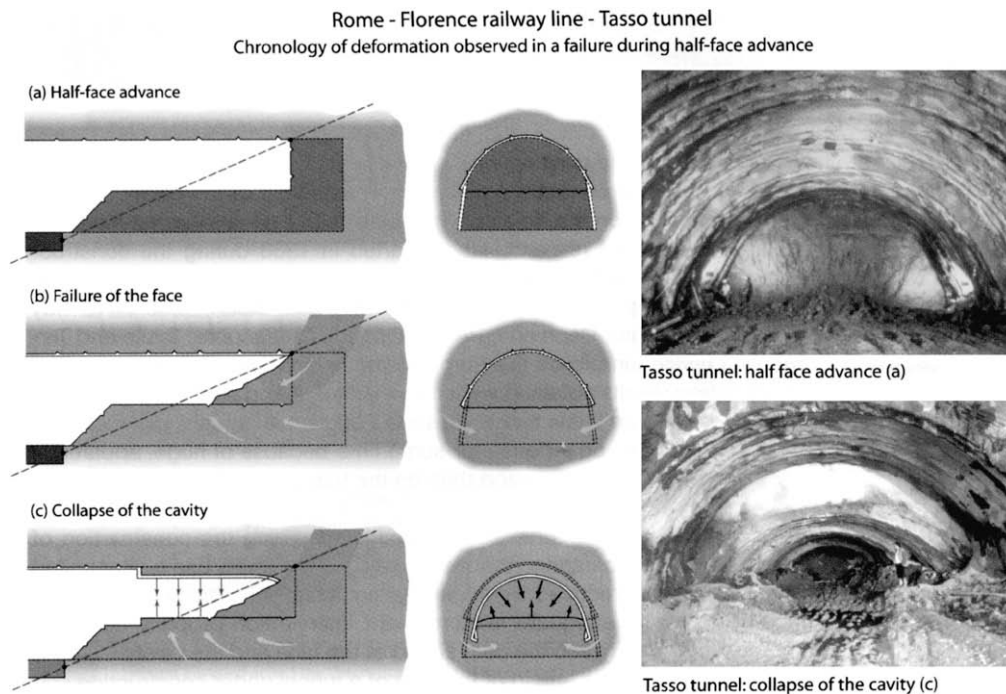 Rome - Florence railway line - Tasso tunnel
Chronology of deformation observed in a failure during half-face advance
(a) Half-face advance
(b) Failure of the face
(c) Collapse of the cavity
Tasso tunnel: half face advance (a)
Tasso tunnel: collapse of the cavity (c)